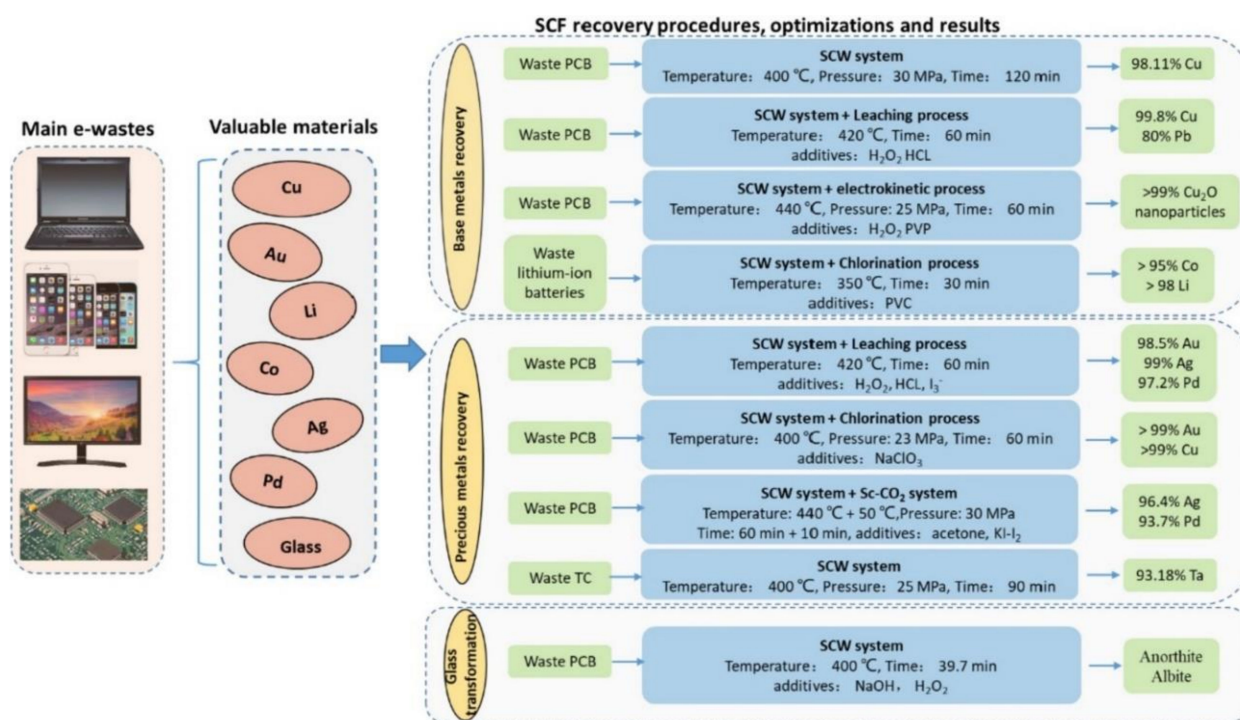 SCF recovery procedures, optimizations and results
Main e-wastes
Valuable materials
Cu
Au
Li
Co
Ag
Pd
Glass
Base metals recovery
Waste PCB
SCW system
Temperature: 400 ℃, Pressure: 30 MPa, Time: 120 min
98.11% Cu
Waste PCB
SCW system + Leaching process
Temperature: 420 ℃, Time: 60 min
additives: H₂O₂ HCL
99.8% Cu
80% Pb
Waste PCB
SCW system + electrokinetic process
Temperature: 440 ℃, Pressure: 25 MPa, Time: 60 min
additives: H₂O₂ PVP
>99% Cu₂O
nanoparticles
Waste
lithium-ion
batteries
SCW system + Chlorination process
Temperature: 350 ℃, Time: 30 min
additives: PVC
> 95% Co
> 98 Li
Precious metals recovery
Waste PCB
SCW system + Leaching process
Temperature: 420 ℃, Time: 60 min
additives: H₂O₂, HCL, I₃⁻
98.5% Au
99% Ag
97.2% Pd
Waste PCB
SCW system + Chlorination process
Temperature: 400 ℃, Pressure: 23 MPa, Time: 60 min
additives: NaClO₃
> 99% Au
>99% Cu
Waste PCB
SCW system + Sc-CO₂ system
Temperature: 440 ℃ + 50 ℃,Pressure: 30 MPa
Time: 60 min + 10 min, additives: acetone, KI-I₂
96.4% Ag
93.7% Pd
Waste TC
SCW system
Temperature: 400 ℃, Pressure: 25 MPa, Time: 90 min
93.18% Ta
Glass
transformation
Waste PCB
SCW system
Temperature: 400 ℃, Time: 39.7 min
additives: NaOH, H₂O₂
Anorthite
Albite